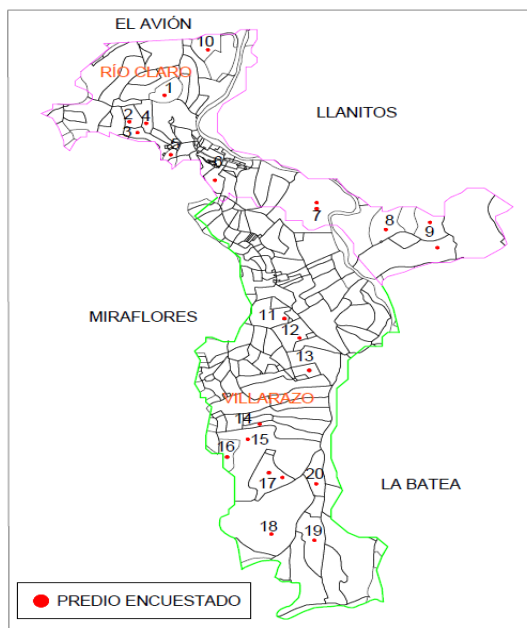 EL AVIÓN
10
RÍO CLARO
1
LLANITOS
2 4
3
5
6
7
8
9
MIRAFLORES
11
12
13
VILLARAZO
14
15
16
17
20
LA BATEA
18
19
PREDIO ENCUESTADO